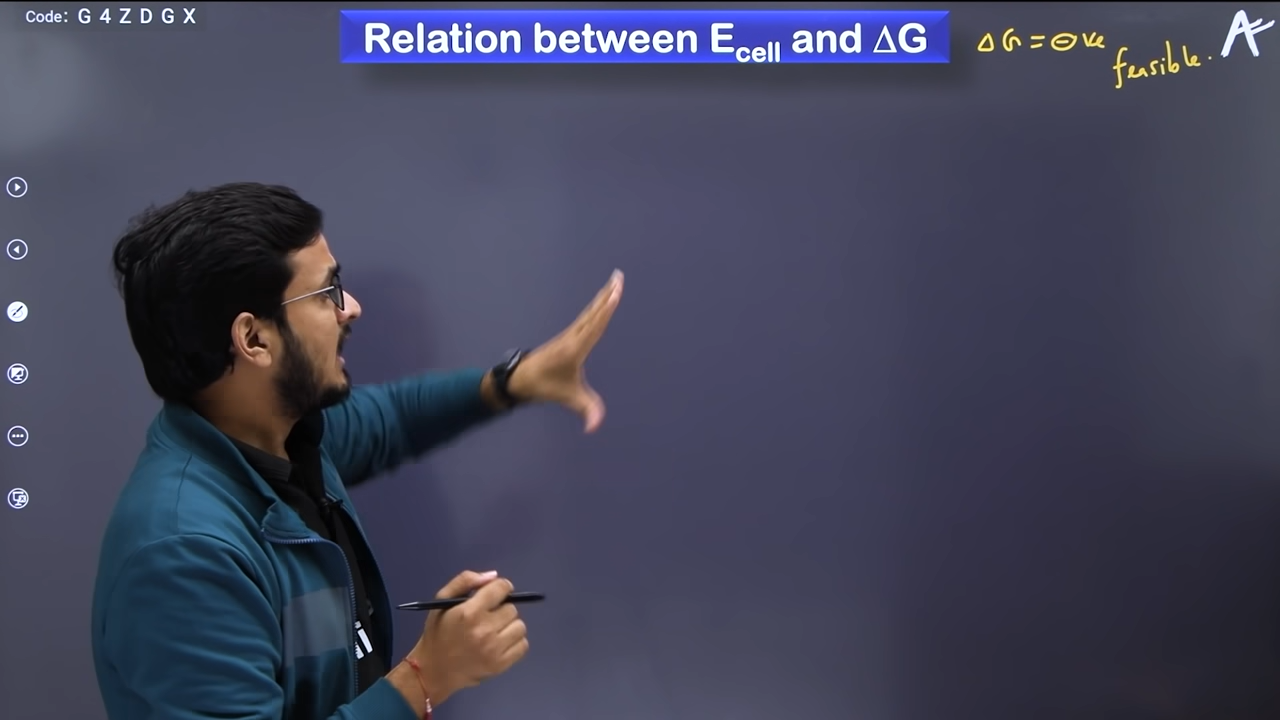 Code: G 4 Z D G X
Relation between Ecell and ΔG
ΔG = ⊖ve
feasible.